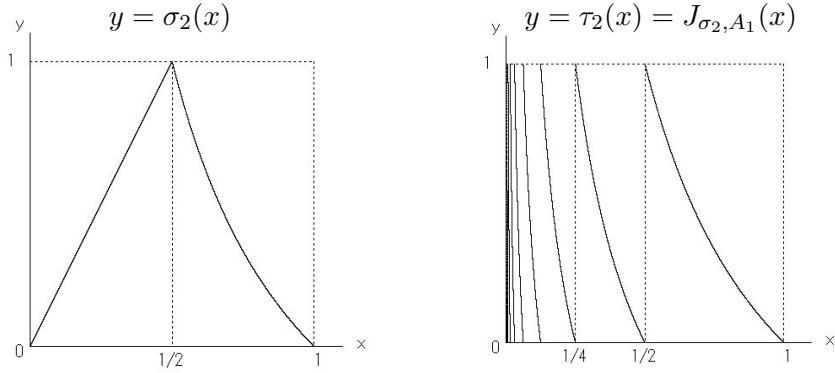 y = σ₂(x)
y
1
0
1/2
1
x
y = τ₂(x) = J_{σ₂,A₁}(x)
y
1
0
1/4
1/2
1
x